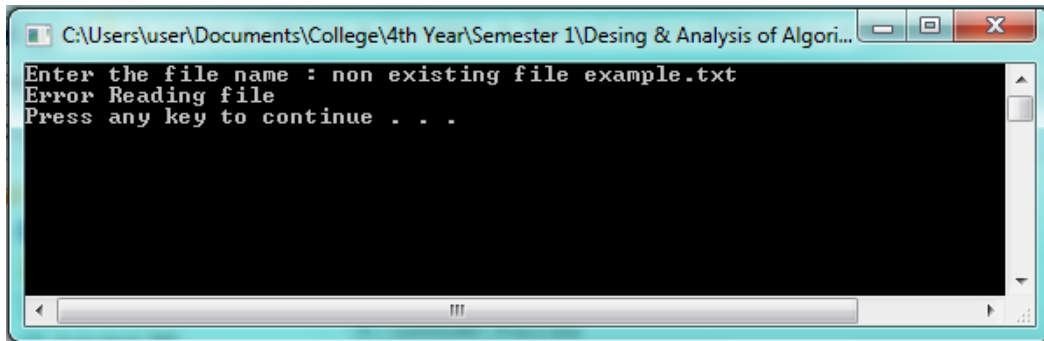 C:\Users\user\Documents\College\4th Year\Semester 1\Desing & Analysis of Algori...
Enter the file name : non existing file example.txt
Error Reading file
Press any key to continue . . .